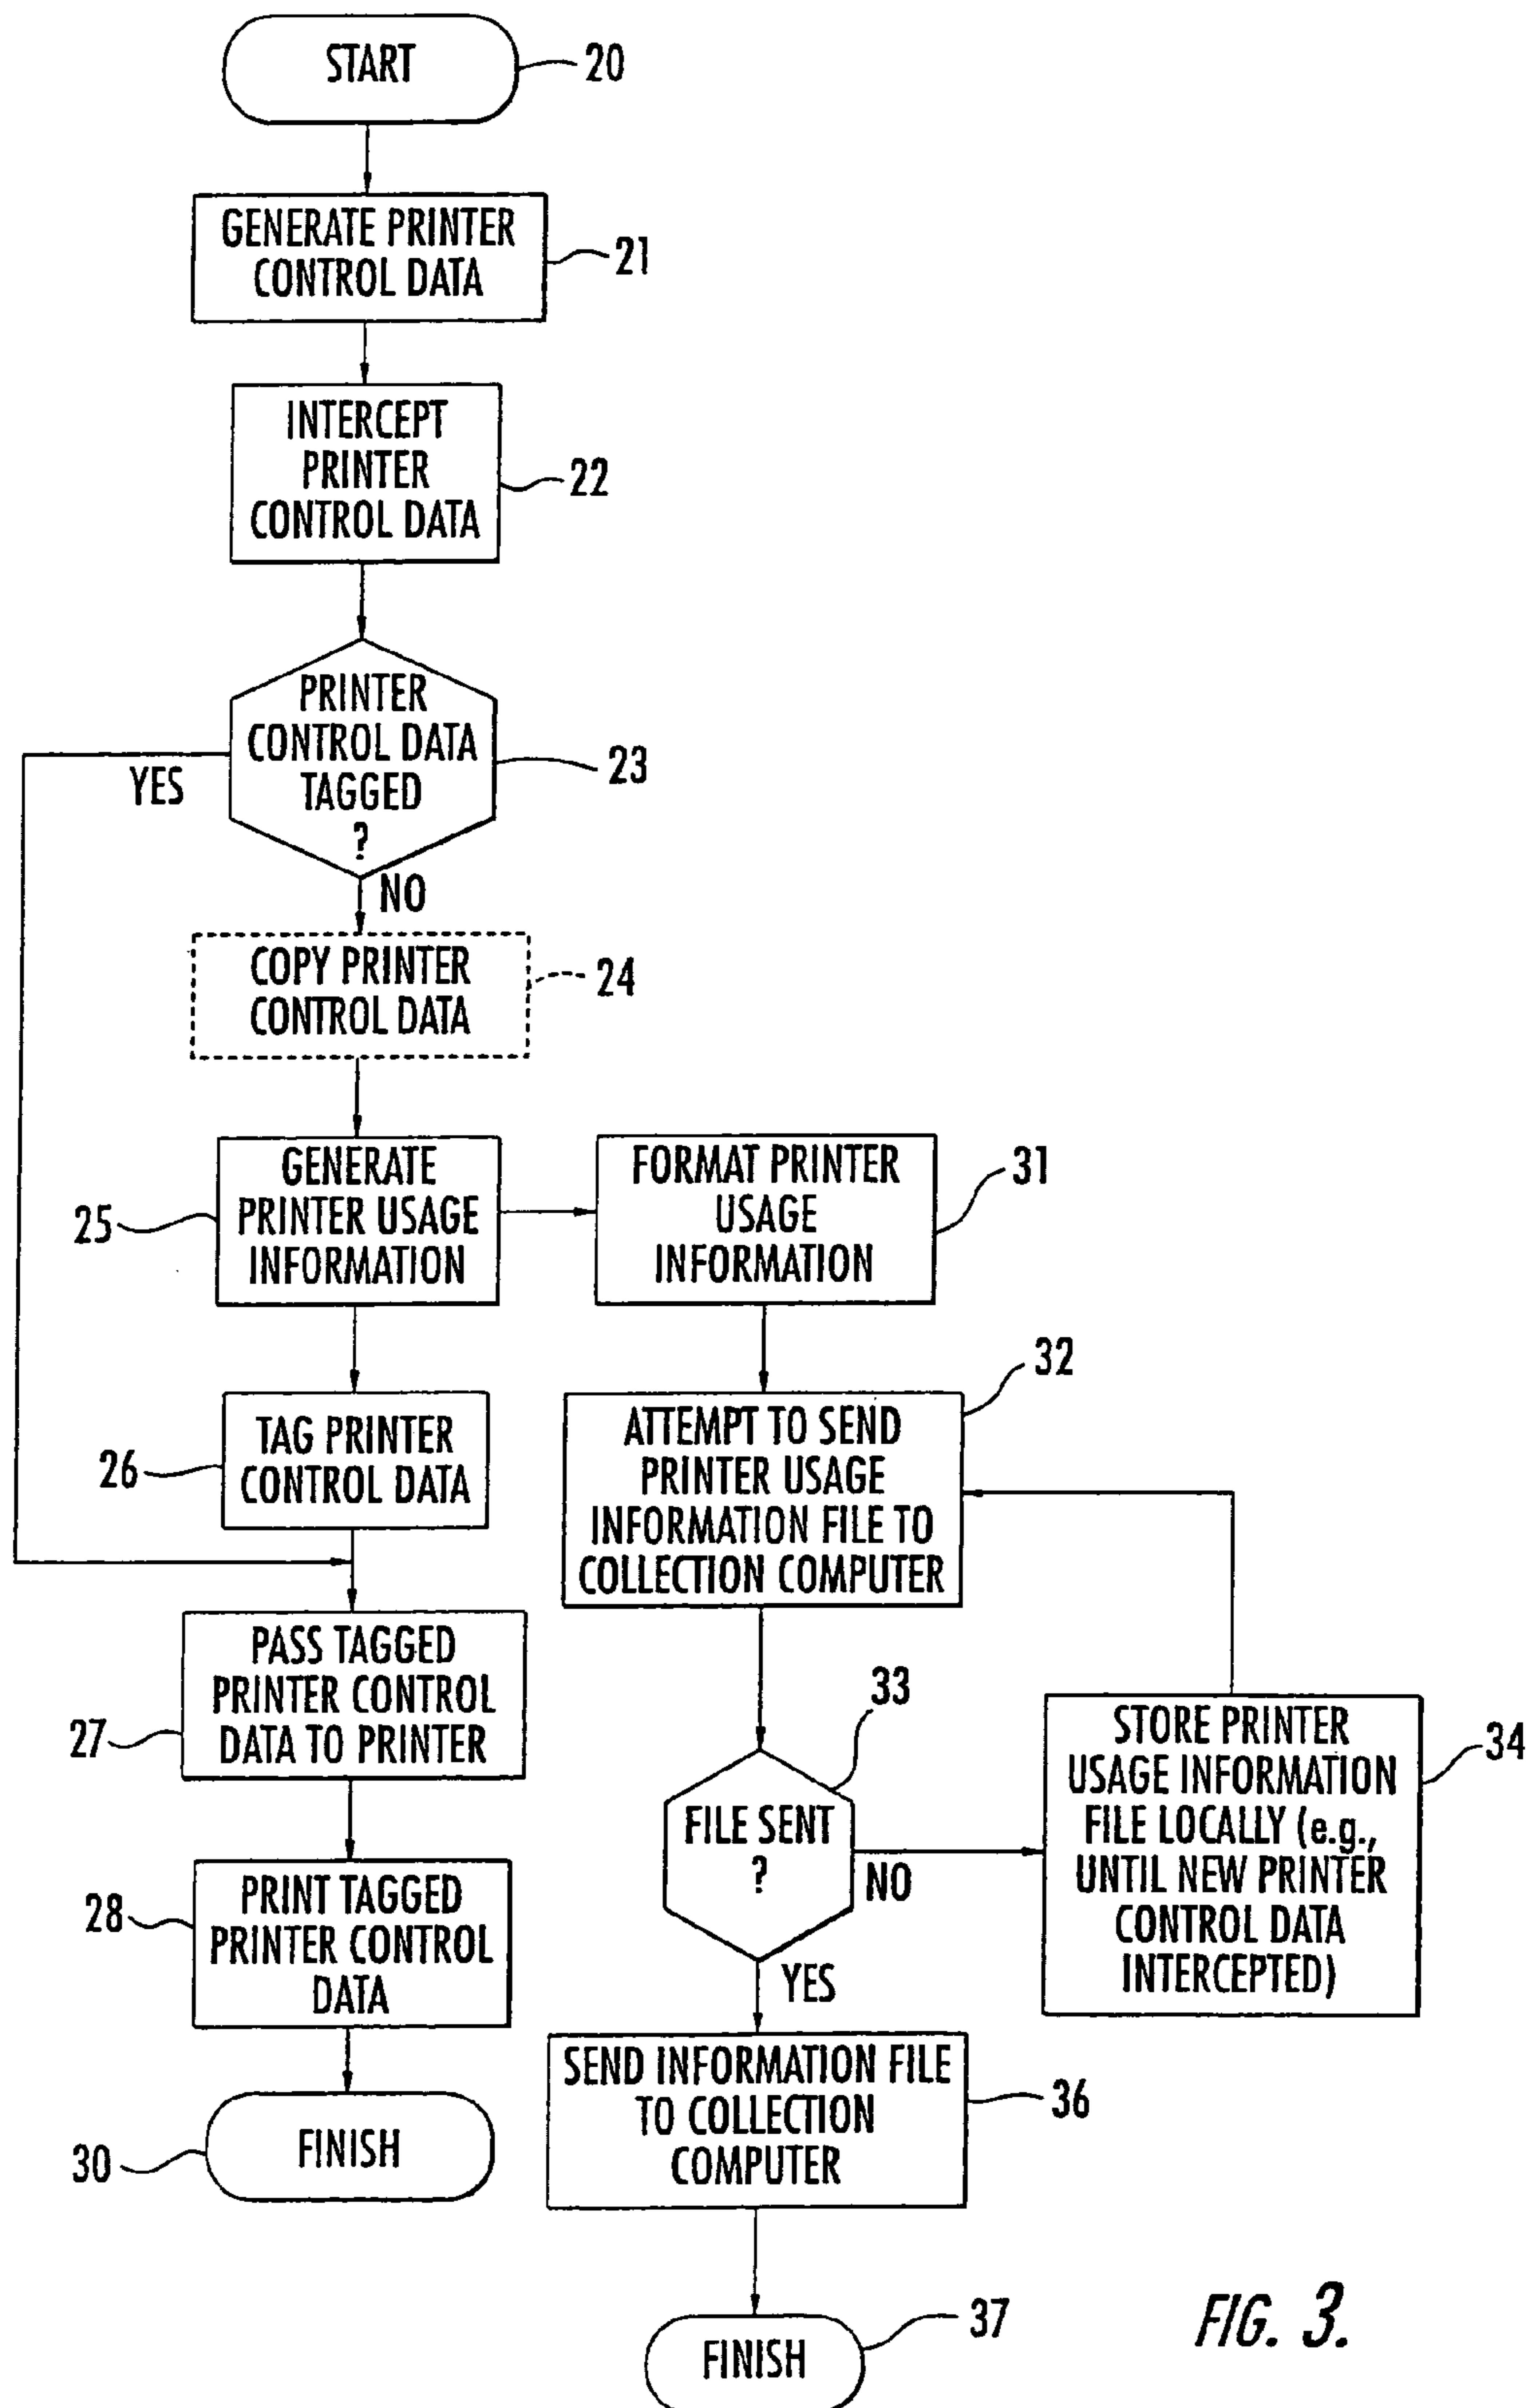 START
20
GENERATE PRINTER
CONTROL DATA
21
INTERCEPT
PRINTER
CONTROL DATA
22
PRINTER
CONTROL DATA
TAGGED
?
23
YES
NO
COPY PRINTER
CONTROL DATA
24
GENERATE
PRINTER USAGE
INFORMATION
25
FORMAT PRINTER
USAGE
INFORMATION
31
TAG PRINTER
CONTROL DATA
26
ATTEMPT TO SEND
PRINTER USAGE
INFORMATION FILE TO
COLLECTION COMPUTER
32
PASS TAGGED
PRINTER CONTROL
DATA TO PRINTER
27
FILE SENT
?
33
NO
YES
STORE PRINTER
USAGE INFORMATION
FILE LOCALLY (e.g.,
UNTIL NEW PRINTER
CONTROL DATA
INTERCEPTED)
34
PRINT TAGGED
PRINTER CONTROL
DATA
28
SEND INFORMATION FILE
TO COLLECTION
COMPUTER
36
FINISH
30
FINISH
37
FIG. 3.